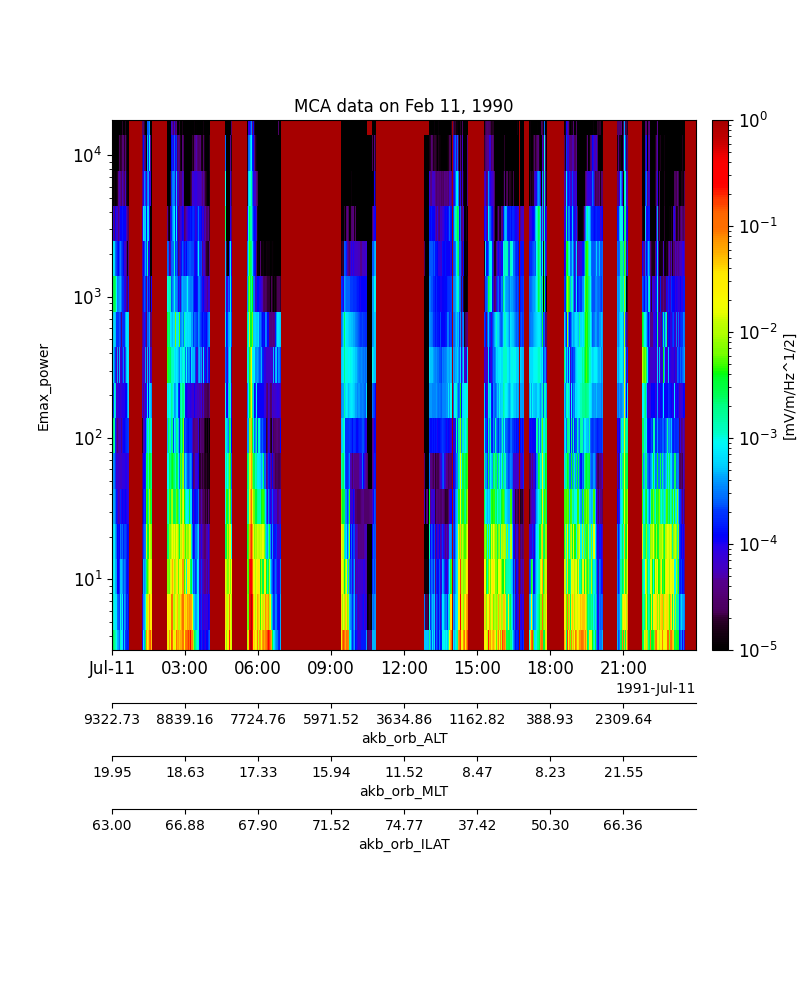 MCA data on Feb 11, 1990
10^4
10^3
10^2
10^1
Emax_power
10^0
10^-1
10^-2
10^-3
10^-4
10^-5
[mV/m/Hz^1/2]
Jul-11 03:00 06:00 09:00 12:00 15:00 18:00 21:00
1991-Jul-11
9322.73 8839.16 7724.76 5971.52 3634.86 1162.82 388.93 2309.64
akb_orb_ALT
19.95 18.63 17.33 15.94 11.52 8.47 8.23 21.55
akb_orb_MLT
63.00 66.88 67.90 71.52 74.77 37.42 50.30 66.36
akb_orb_ILAT